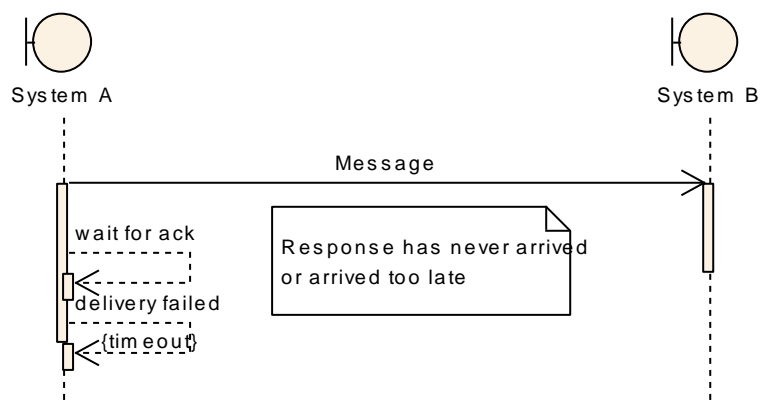 System A
System B
Message
wait for ack
Response has never arrived
or arrived too late
delivery failed
{timeout}